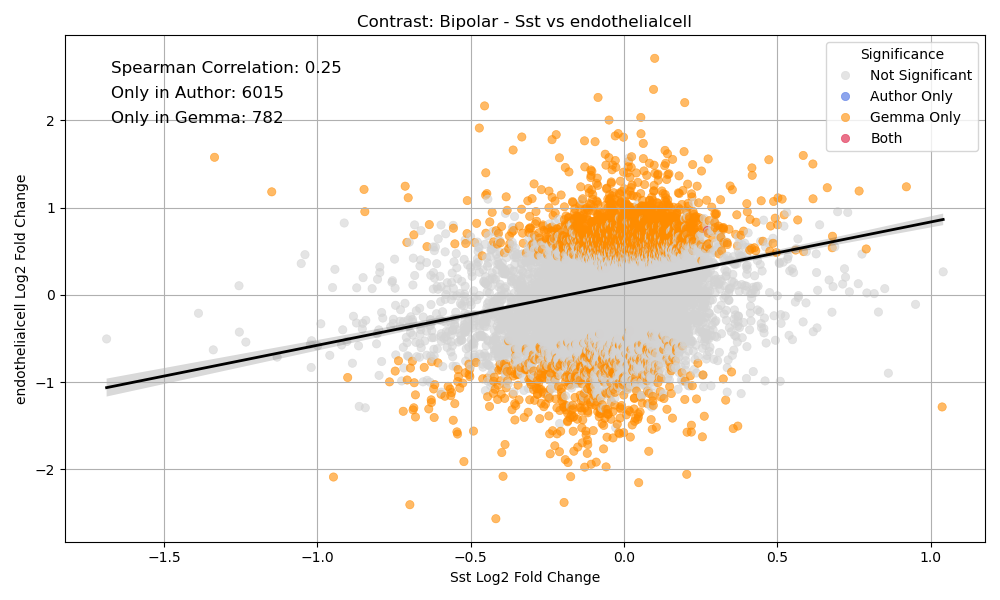 Contrast: Bipolar - Sst vs endothelialcell
Spearman Correlation: 0.25
Only in Author: 6015
Only in Gemma: 782
Significance
Not Significant
Author Only
Gemma Only
Both
endothelialcell Log2 Fold Change
2
1
0
−1
−2
−1.5
−1.0
−0.5
0.0
0.5
1.0
Sst Log2 Fold Change